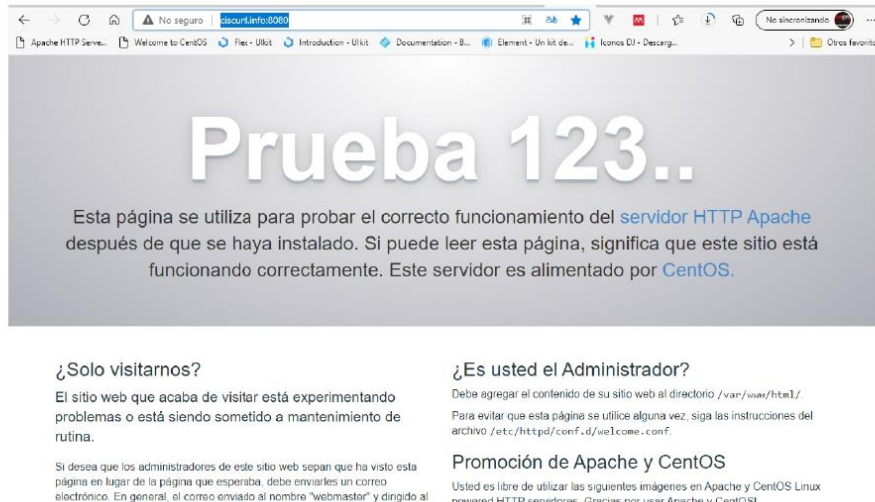 No seguro
ciscurl.info:8080
No sincronizando
Apache HTTP Serve...
Welcome to CentOS
Flex - UIkit
Introduction - UIkit
Documentation - B...
Element - Un kit de...
Iconos DJ - Descarg...
Otros favorito
Prueba 123..
Esta página se utiliza para probar el correcto funcionamiento del servidor HTTP Apache
después de que se haya instalado. Si puede leer esta página, significa que este sitio está
funcionando correctamente. Este servidor es alimentado por CentOS.
¿Solo visitarnos?
El sitio web que acaba de visitar está experimentando
problemas o está siendo sometido a mantenimiento de
rutina.
Si desea que los administradores de este sitio web sepan que ha visto esta
página en lugar de la página que esperaba, debe enviarles un correo
electrónico. En general, el correo enviado al nombre "webmaster" y dirigido al
¿Es usted el Administrador?
Debe agregar el contenido de su sitio web al directorio /var/www/html/.
Para evitar que esta página se utilice alguna vez, siga las instrucciones del
archivo /etc/httpd/conf.d/welcome.conf.
Promoción de Apache y CentOS
Usted es libre de utilizar las siguientes imágenes en Apache y CentOS Linux
powered HTTP servidores. Gracias por usar Apache y CentOS!